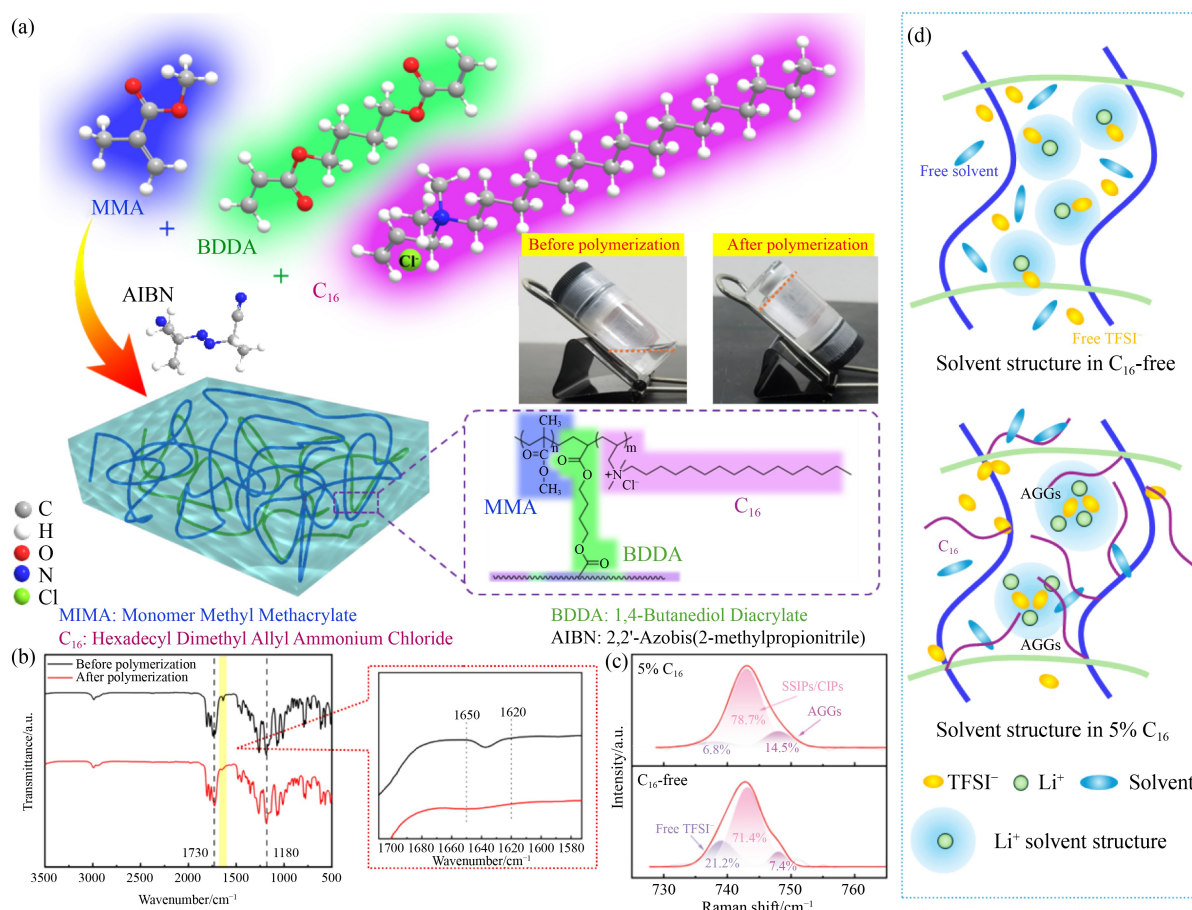 (a)
MMA
+
BDDA
+
C₁₆
Cl⁻
AIBN
Before polymerization
After polymerization
C
H
O
N
Cl
CH₃
n
m
O
O
O
O
CH₃
N
+
Cl⁻
MMA
C₁₆
O
O
BDDA
MIMA: Monomer Methyl Methacrylate
BDDA: 1,4-Butanediol Diacrylate
C₁₆: Hexadecyl Dimethyl Allyl Ammonium Chloride
AIBN: 2,2'-Azobis(2-methylpropionitrile)
(b)
Before polymerization
After polymerization
Transmittance/a.u.
1730
1180
3500 3000 2500 2000 1500 1000 500
Wavenumber/cm⁻¹
1650
1620
1700 1680 1660 1640 1620 1600 1580
Wavenumber/cm⁻¹
(c)
5% C₁₆
SSIPs/CIPs
AGGs
78.7%
6.8%
14.5%
C₁₆-free
Free TFSI⁻
71.4%
21.2%
7.4%
Intensity/a.u.
730 740 750 760
Raman shift/cm⁻¹
(d)
Free solvent
Free TFSI⁻
Solvent structure in C₁₆-free
AGGs
C₁₆
AGGs
Solvent structure in 5% C₁₆
TFSI⁻ Li⁺ Solvent
Li⁺ solvent structure